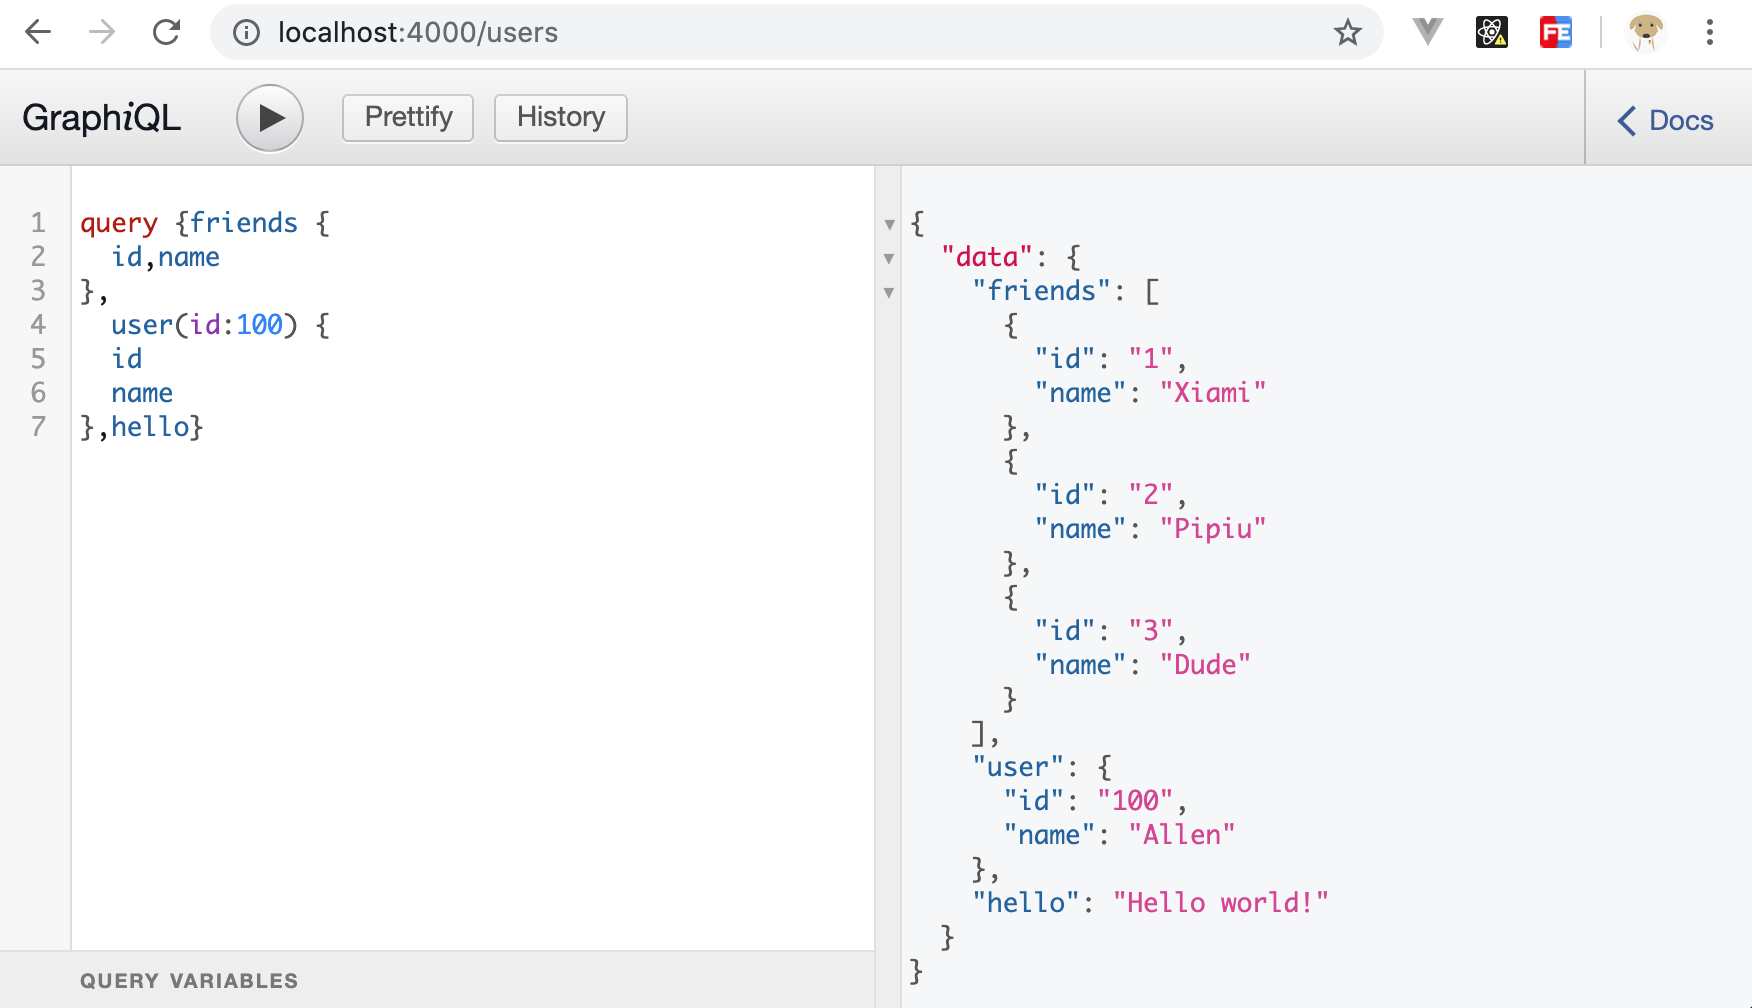 localhost:4000/users
FE
GraphiQL
Prettify
History
Docs
1 query {friends {
2   id,name
3 },
4   user(id:100) {
5   id
6   name
7 },hello}
QUERY VARIABLES
{
  "data": {
    "friends": [
      {
        "id": "1",
        "name": "Xiami"
      },
      {
        "id": "2",
        "name": "Pipiu"
      },
      {
        "id": "3",
        "name": "Dude"
      }
    ],
    "user": {
      "id": "100",
      "name": "Allen"
    },
    "hello": "Hello world!"
  }
}